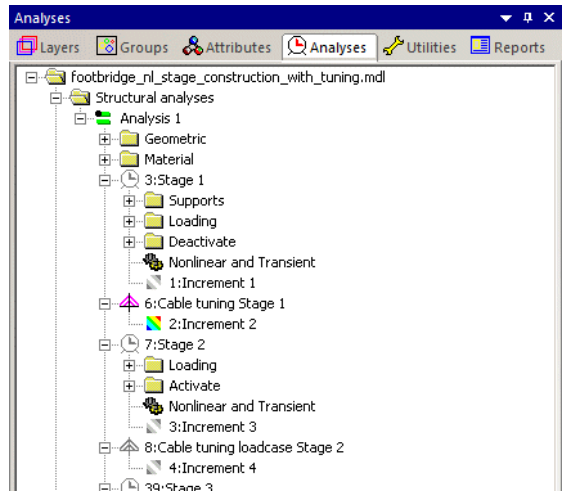 Analyses
Layers Groups Attributes Analyses Utilities Reports
footbridge_nl_stage_construction_with_tuning.mdl
Structural analyses
Analysis 1
Geometric
Material
3:Stage 1
Supports
Loading
Deactivate
Nonlinear and Transient
1:Increment 1
6:Cable tuning Stage 1
2:Increment 2
7:Stage 2
Loading
Activate
Nonlinear and Transient
3:Increment 3
8:Cable tuning loadcase Stage 2
4:Increment 4
39:Stage 3